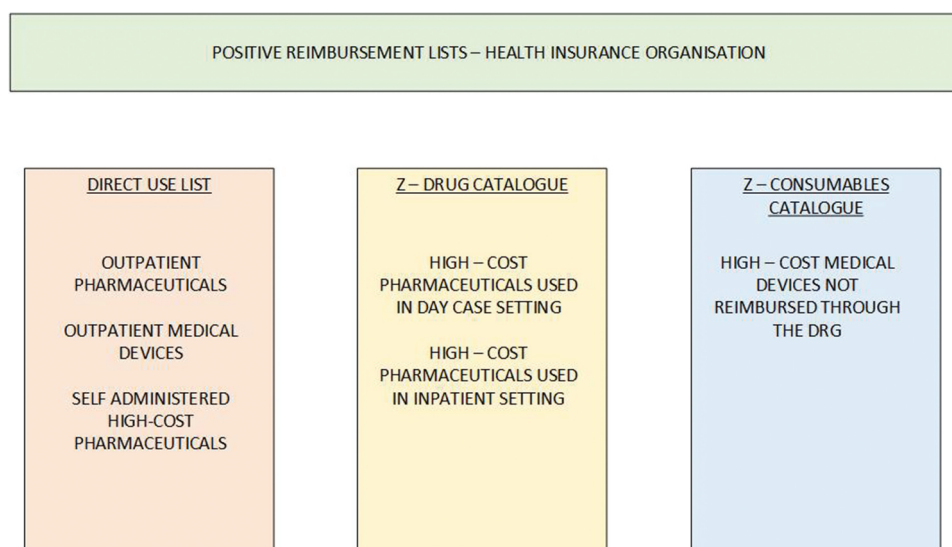 POSITIVE REIMBURSEMENT LISTS – HEALTH INSURANCE ORGANISATION
DIRECT USE LIST
OUTPATIENT
PHARMACEUTICALS
OUTPATIENT MEDICAL
DEVICES
SELF ADMINISTERED
HIGH-COST
PHARMACEUTICALS
Z – DRUG CATALOGUE
HIGH – COST
PHARMACEUTICALS USED
IN DAY CASE SETTING
HIGH – COST
PHARMACEUTICALS USED
IN INPATIENT SETTING
Z – CONSUMABLES
CATALOGUE
HIGH – COST MEDICAL
DEVICES NOT
REIMBURSED THROUGH
THE DRG